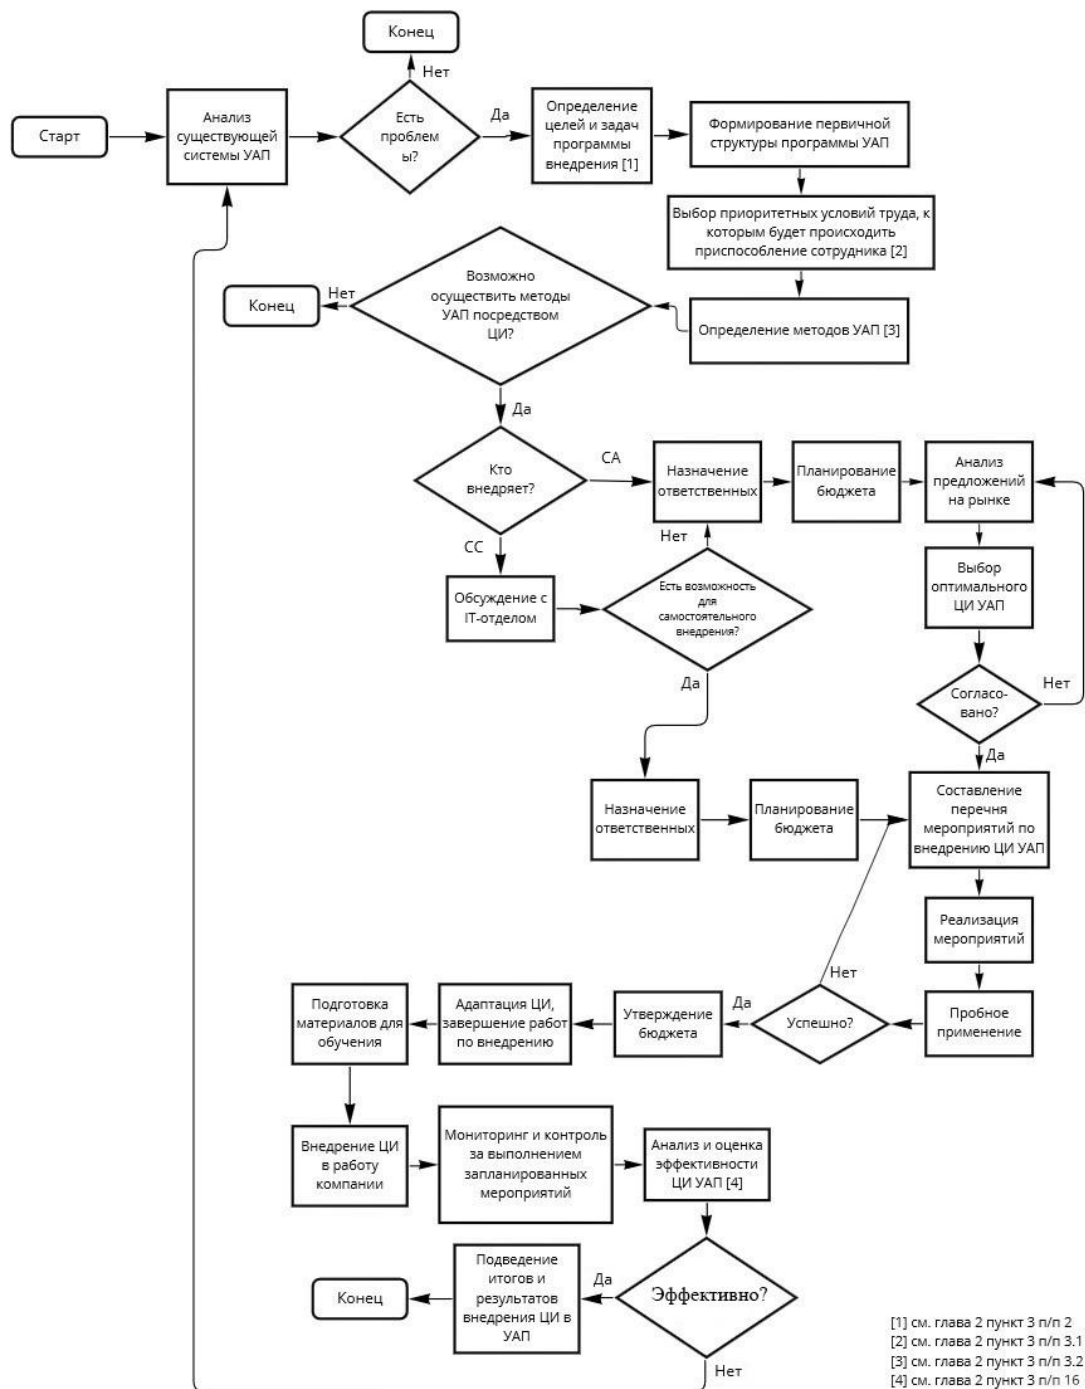 Конец
Нет
Старт
Анализ
существующей
системы УАП
Есть
проблем
ы?
Да
Определение
целей и задач
программы
внедрения [1]
Формирование первичной
структуры программы УАП
Выбор приоритетных условий труда, к
которым будет происходить
приспособление сотрудника [2]
Определение методов УАП [3]
Возможно
осуществить методы
УАП посредством
ЦИ?
Нет
Конец
Да
Кто
внедряет?
СА
Назначение
ответственных
Планирование
бюджета
Анализ
предложений
на рынке
СС
Обсуждение с
IT-отделом
Есть возможность
для
самостоятельного
внедрения?
Нет
Да
Выбор
оптимального
ЦИ УАП
Согласо-
вано?
Нет
Да
Назначение
ответственных
Планирование
бюджета
Составление
перечня
мероприятий по
внедрению ЦИ УАП
Реализация
мероприятий
Пробное
применение
Успешно?
Нет
Да
Утверждение
бюджета
Адаптация ЦИ,
завершение работ
по внедрению
Подготовка
материалов для
обучения
Внедрение ЦИ
в работу
компании
Мониторинг и контроль
за выполнением
запланированных
мероприятий
Анализ и оценка
эффективности
ЦИ УАП [4]
Эффективно?
Да
Подведение
итогов и
результатов
внедрения ЦИ в
УАП
Конец
Нет
[1] см. глава 2 пункт 3 п/п 2
[2] см. глава 2 пункт 3 п/п 3.1
[3] см. глава 2 пункт 3 п/п 3.2
[4] см. глава 2 пункт 3 п/п 16